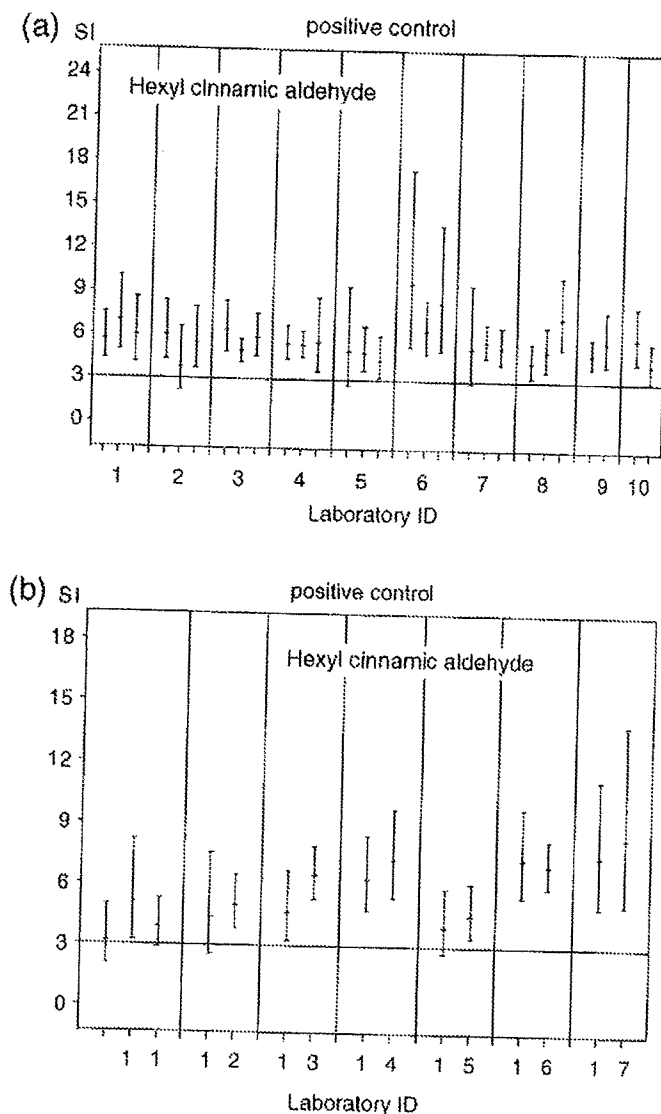 (a) SI positive control
Hexyl cinnamic aldehyde
24
21
18
15
12
9
6
3
0
1 2 3 4 5 6 7 8 9 10
Laboratory ID
(b) SI positive control
Hexyl cinnamic aldehyde
18
15
12
9
6
3
0
1 1 1 2 1 3 1 4 1 5 1 6 1 7
Laboratory ID